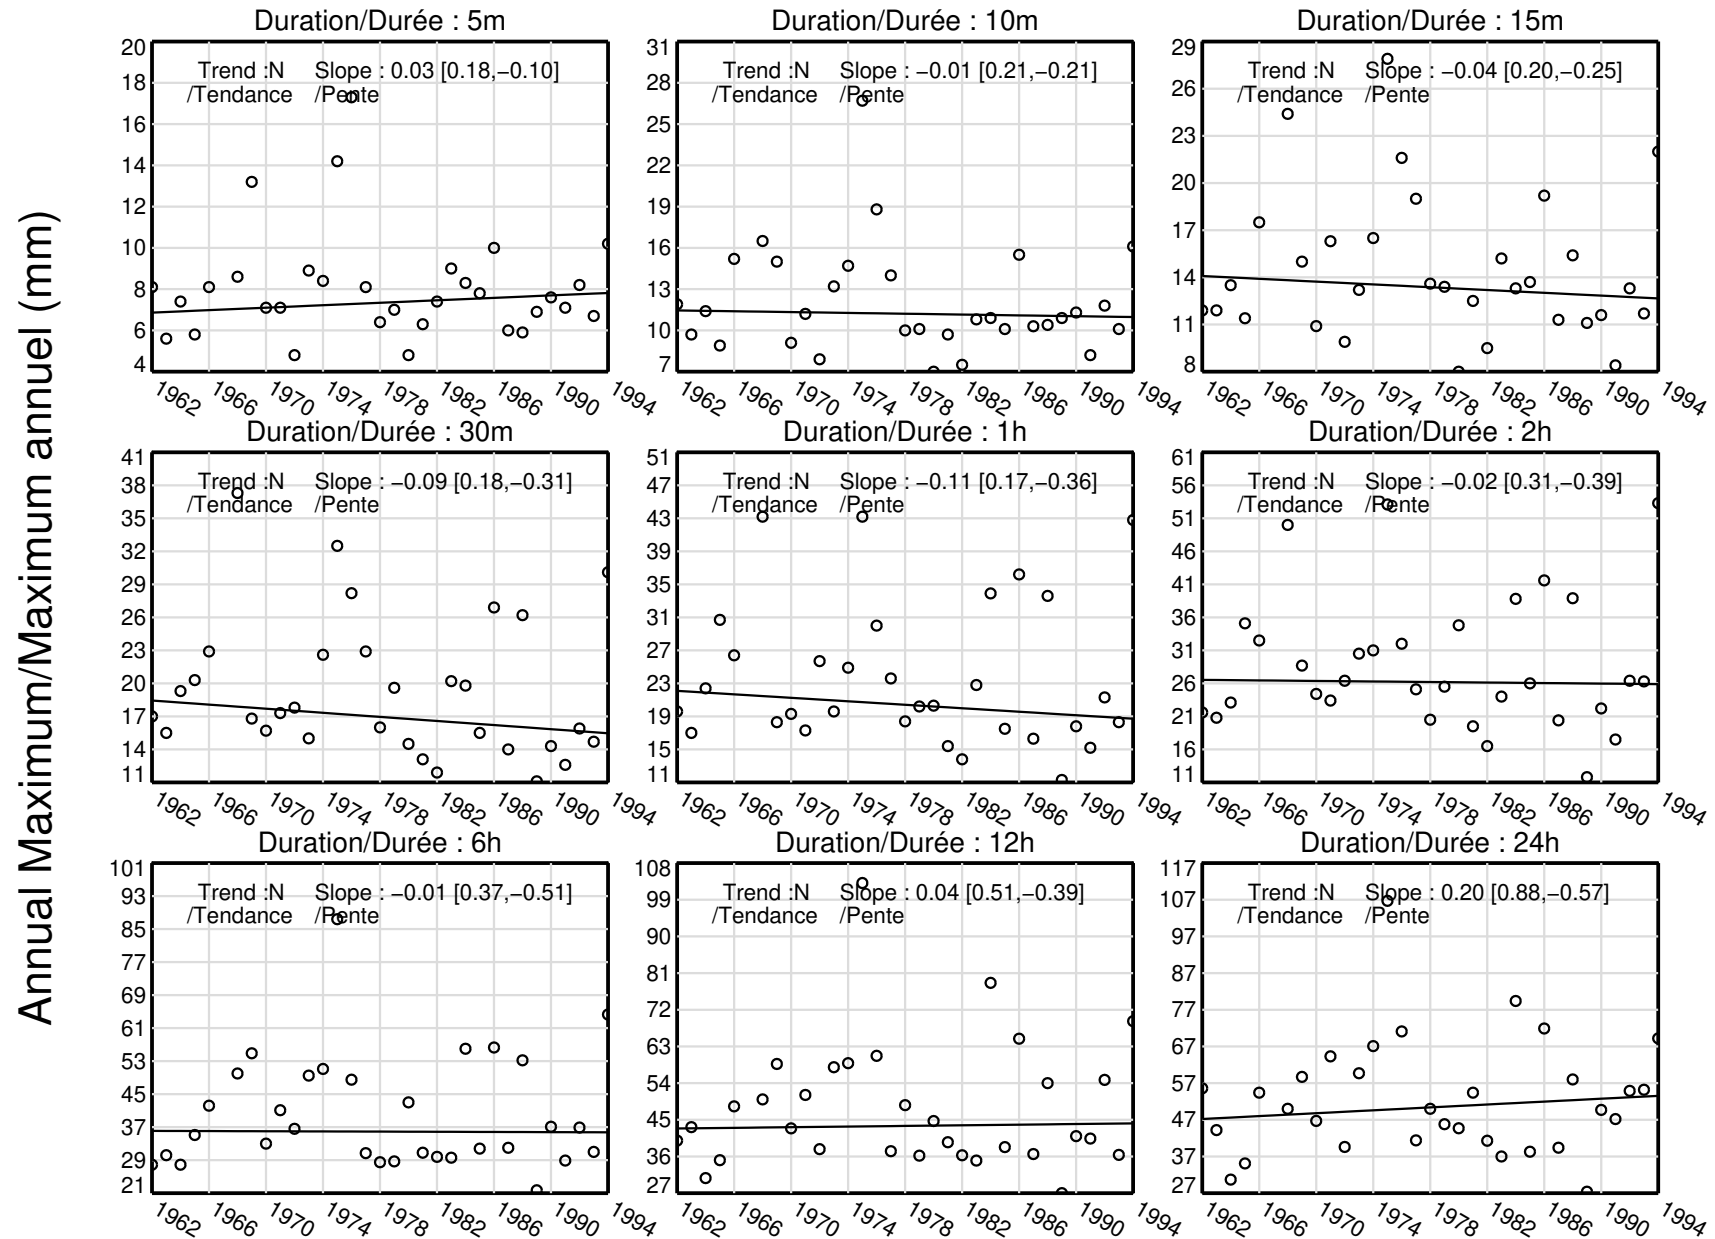 Annual Maximum/Maximum annuel (mm)
Duration/Durée : 5m
Trend :N Slope : 0.03 [0.18,−0.10]
/Tendance /Pente
20
18
16
14
12
10
8
6
4
1962 1966 1970 1974 1978 1982 1986 1990 1994
Duration/Durée : 10m
Trend :N Slope : −0.01 [0.21,−0.21]
/Tendance /Pente
31
28
25
22
19
16
13
10
7
1962 1966 1970 1974 1978 1982 1986 1990 1994
Duration/Durée : 15m
Trend :N Slope : −0.04 [0.20,−0.25]
/Tendance /Pente
29
26
23
20
17
14
11
8
1962 1966 1970 1974 1978 1982 1986 1990 1994
Duration/Durée : 30m
Trend :N Slope : −0.09 [0.18,−0.31]
/Tendance /Pente
41
38
35
32
29
26
23
20
17
14
11
1962 1966 1970 1974 1978 1982 1986 1990 1994
Duration/Durée : 1h
Trend :N Slope : −0.11 [0.17,−0.36]
/Tendance /Pente
51
47
43
39
35
31
27
23
19
15
11
1962 1966 1970 1974 1978 1982 1986 1990 1994
Duration/Durée : 2h
Trend :N Slope : −0.02 [0.31,−0.39]
/Tendance /Pente
61
56
51
46
41
36
31
26
21
16
11
1962 1966 1970 1974 1978 1982 1986 1990 1994
Duration/Durée : 6h
Trend :N Slope : −0.01 [0.37,−0.51]
/Tendance /Pente
101
93
85
77
69
61
53
45
37
29
21
1962 1966 1970 1974 1978 1982 1986 1990 1994
Duration/Durée : 12h
Trend :N Slope : 0.04 [0.51,−0.39]
/Tendance /Pente
108
99
90
81
72
63
54
45
36
27
1962 1966 1970 1974 1978 1982 1986 1990 1994
Duration/Durée : 24h
Trend :N Slope : 0.20 [0.88,−0.57]
/Tendance /Pente
117
107
97
87
77
67
57
47
37
27
1962 1966 1970 1974 1978 1982 1986 1990 1994